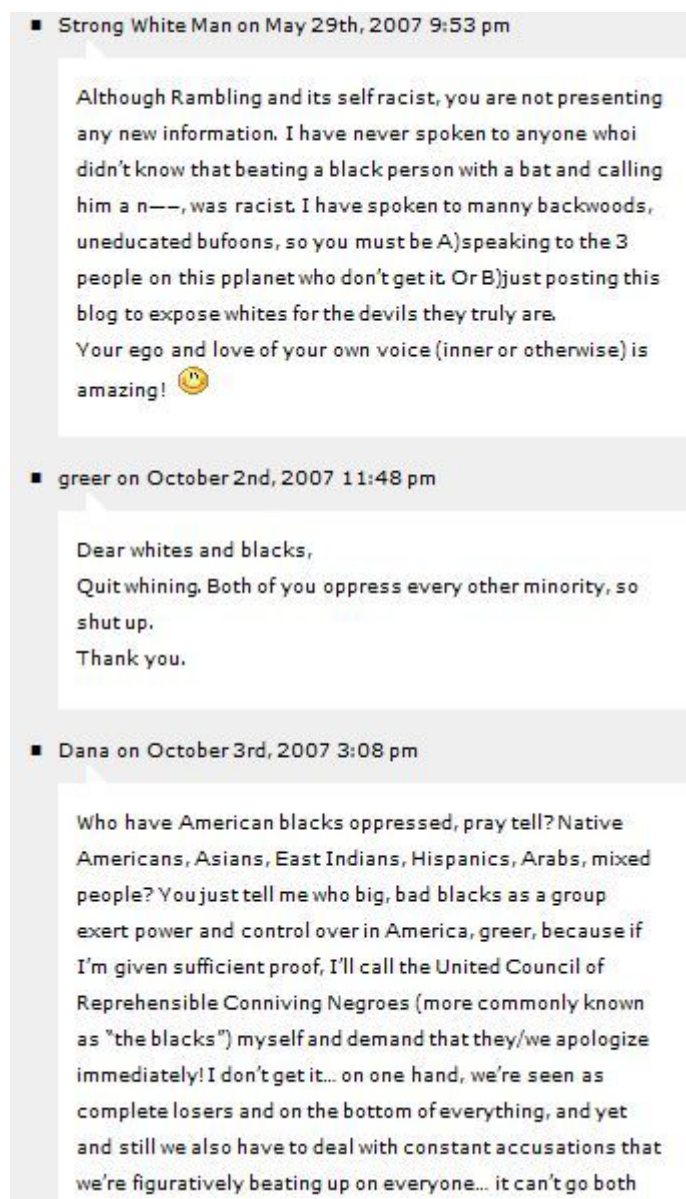 Strong White Man on May 29th, 2007 9:53 pm
Although Rambling and its self racist, you are not presenting
any new information. I have never spoken to anyone whoi
didn't know that beating a black person with a bat and calling
him a n——, was racist. I have spoken to manny backwoods,
uneducated bufoons, so you must be A)speaking to the 3
people on this pplanet who don't get it. Or B)just posting this
blog to expose whites for the devils they truly are.
Your ego and love of your own voice (inner or otherwise) is
amazing!
greer on October 2nd, 2007 11:48 pm
Dear whites and blacks,
Quit whining. Both of you oppress every other minority, so
shut up.
Thank you.
Dana on October 3rd, 2007 3:08 pm
Who have American blacks oppressed, pray tell? Native
Americans, Asians, East Indians, Hispanics, Arabs, mixed
people? You just tell me who big, bad blacks as a group
exert power and control over in America, greer, because if
I'm given sufficient proof, I'll call the United Council of
Reprehensible Conniving Negroes (more commonly known
as "the blacks") myself and demand that they/we apologize
immediately! I don't get it... on one hand, we're seen as
complete losers and on the bottom of everything, and yet
and still we also have to deal with constant accusations that
we're figuratively beating up on everyone... it can't go both